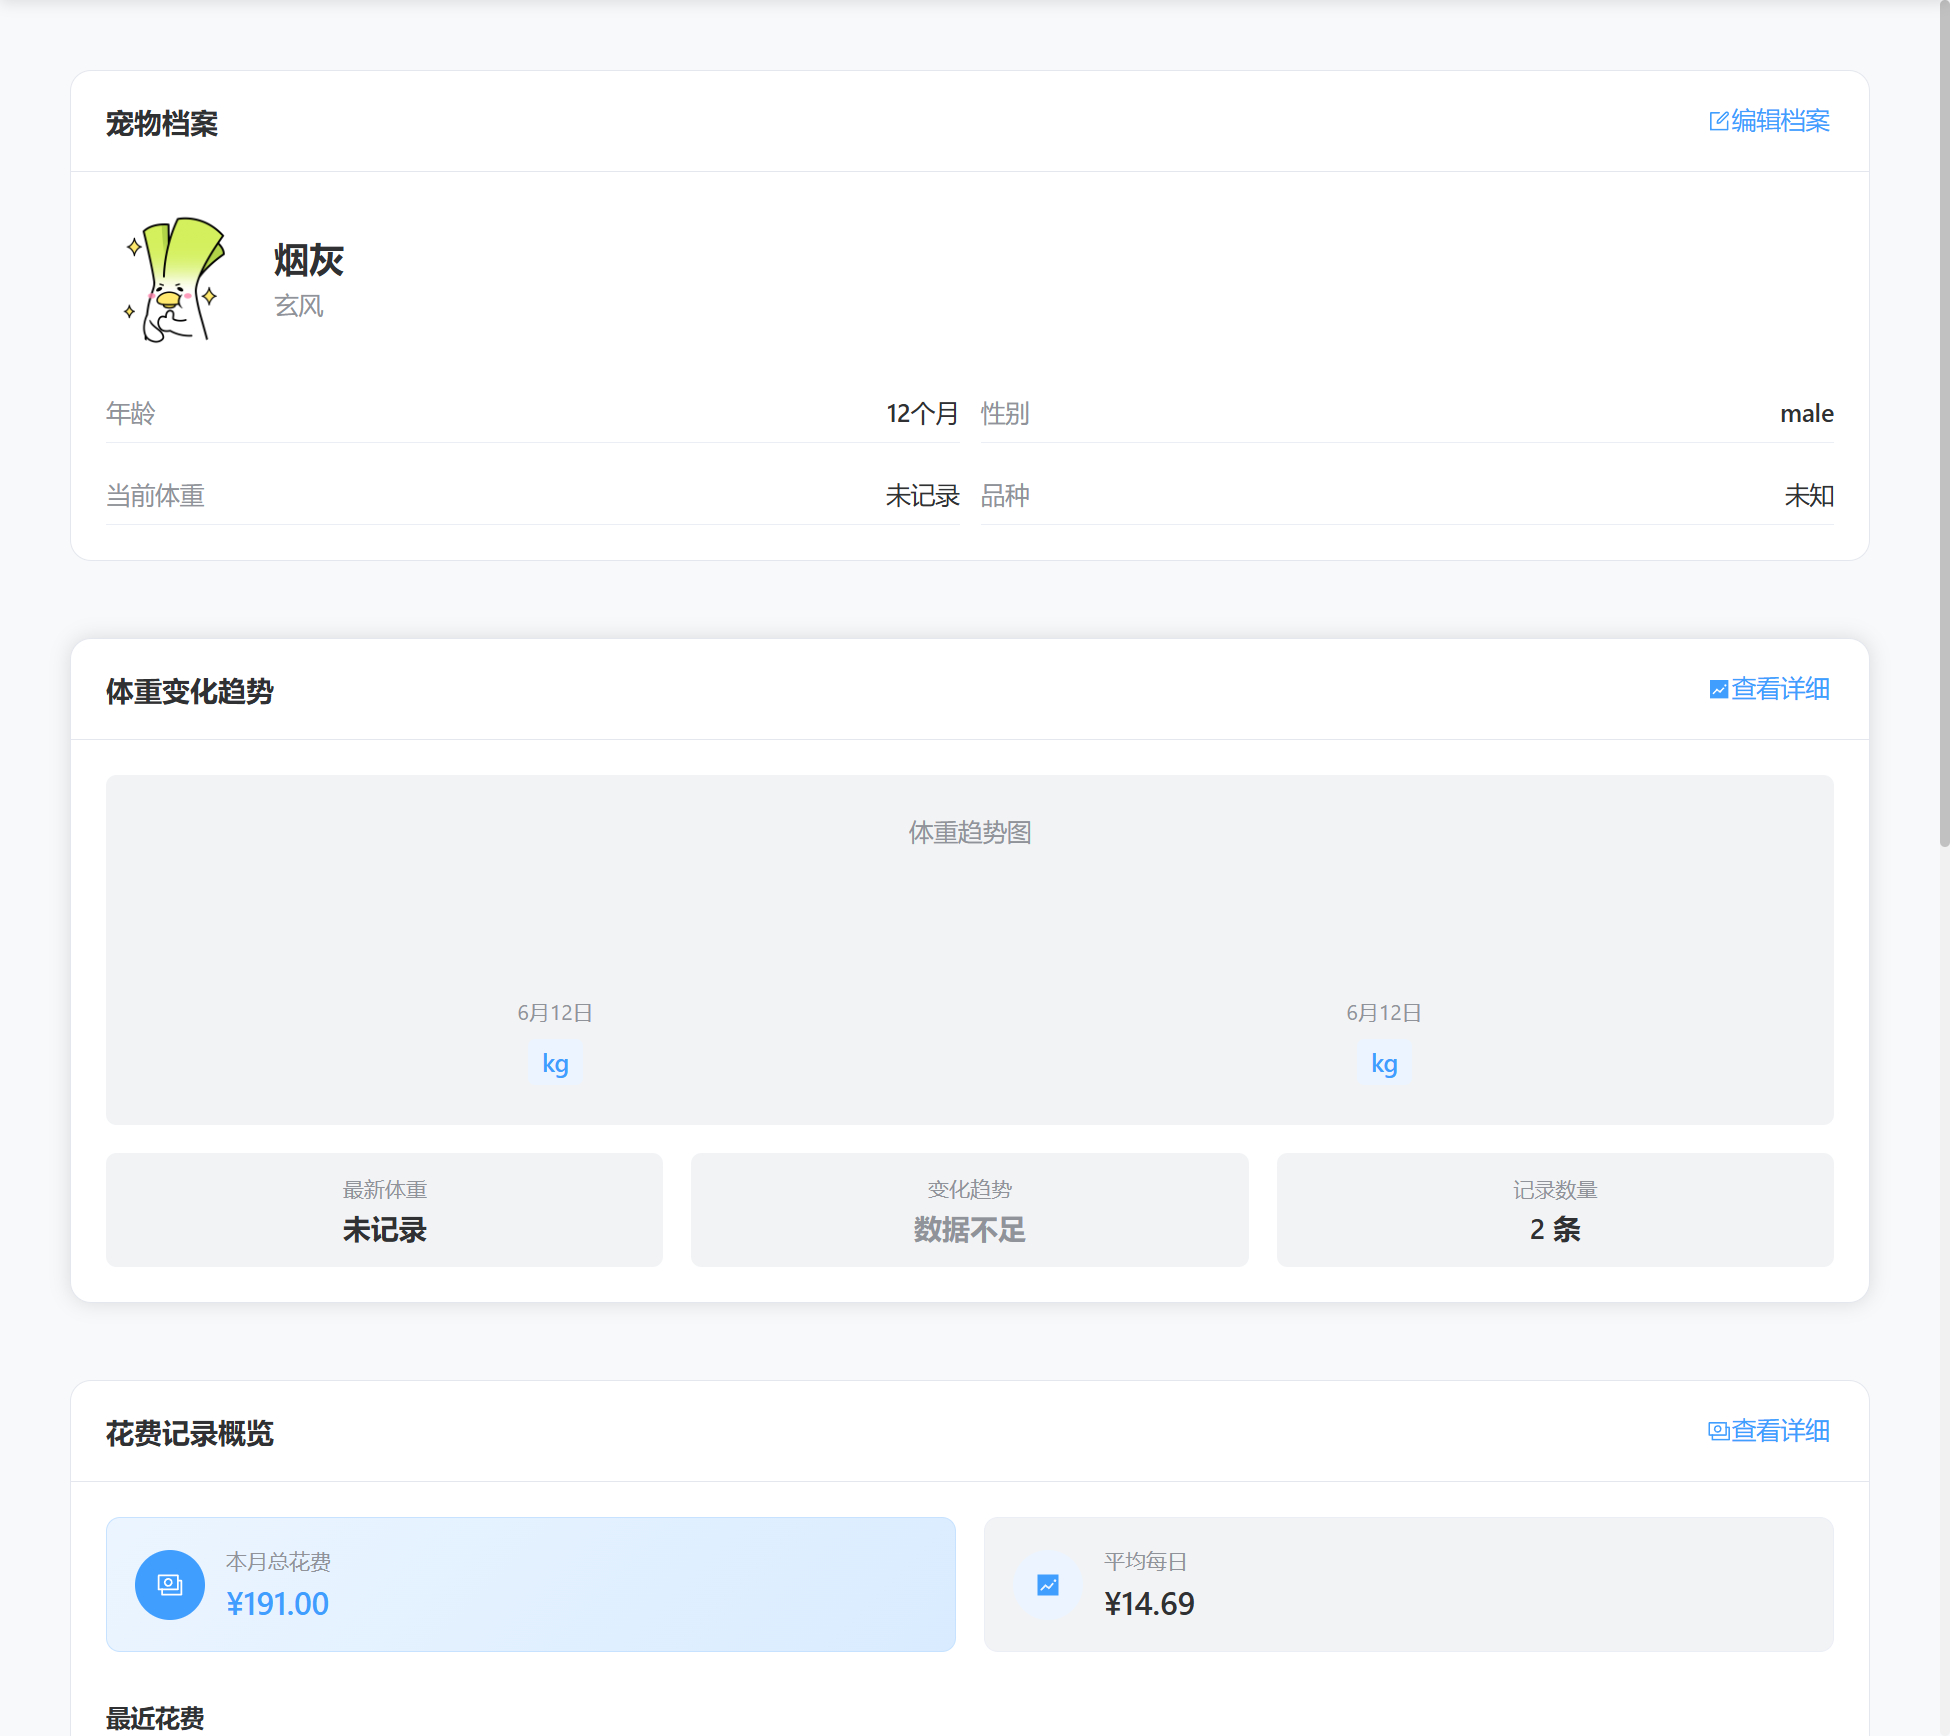 宠物档案
编辑档案
烟灰
玄风
年龄 12个月 性别 male
当前体重 未记录 品种 未知
体重变化趋势
查看详细
体重趋势图
6月12日 6月12日
kg kg
最新体重 变化趋势 记录数量
未记录 数据不足 2 条
花费记录概览
查看详细
本月总花费 平均每日
¥191.00 ¥14.69
最近花费